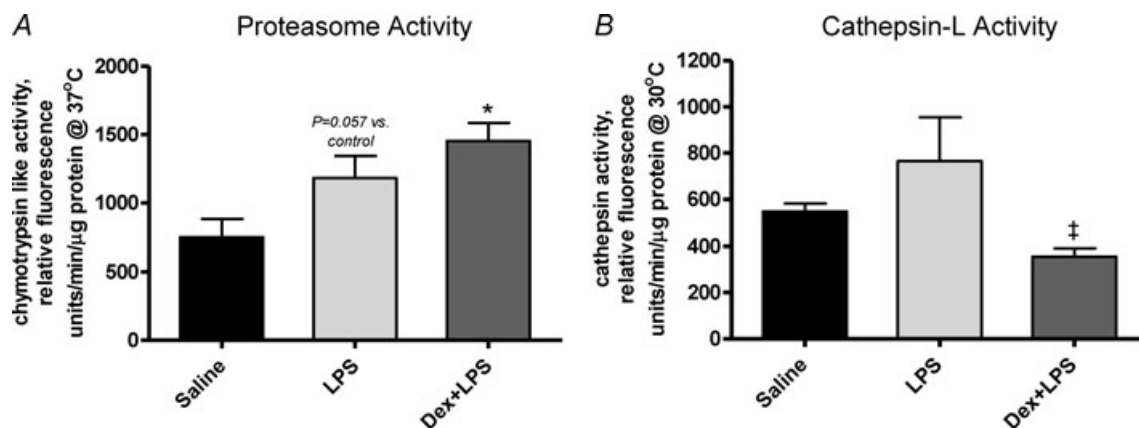 A
Proteasome Activity
chymotrypsin like activity,
relative fluorescence
units/min/μg protein @ 37°C
2000
1500
1000
500
0
P=0.057 vs.
control
*
Saline
LPS
Dex+LPS
B
Cathepsin-L Activity
cathepsin activity,
relative fluorescence
units/min/μg protein @ 30°C
1200
1000
800
600
400
200
0
‡
Saline
LPS
Dex+LPS